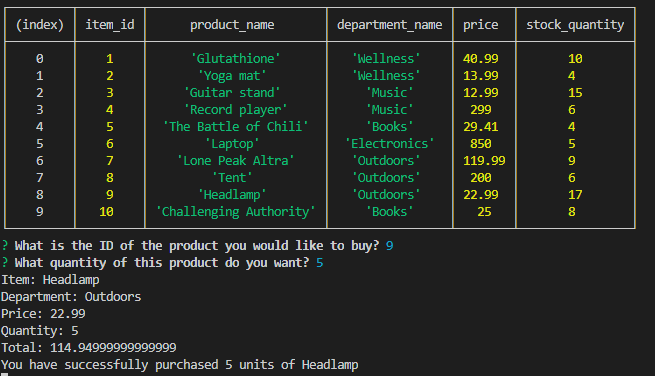 (index) item_id product_name department_name price stock_quantity
0 1 'Glutathione' 'Wellness' 40.99 10
1 2 'Yoga mat' 'Wellness' 13.99 4
2 3 'Guitar stand' 'Music' 12.99 15
3 4 'Record player' 'Music' 299 6
4 5 'The Battle of Chili' 'Books' 29.41 4
5 6 'Laptop' 'Electronics' 850 5
6 7 'Lone Peak Altra' 'Outdoors' 119.99 9
7 8 'Tent' 'Outdoors' 200 6
8 9 'Headlamp' 'Outdoors' 22.99 17
9 10 'Challenging Authority' 'Books' 25 8
? What is the ID of the product you would like to buy? 9
? What quantity of this product do you want? 5
Item: Headlamp
Department: Outdoors
Price: 22.99
Quantity: 5
Total: 114.94999999999999
You have successfully purchased 5 units of Headlamp